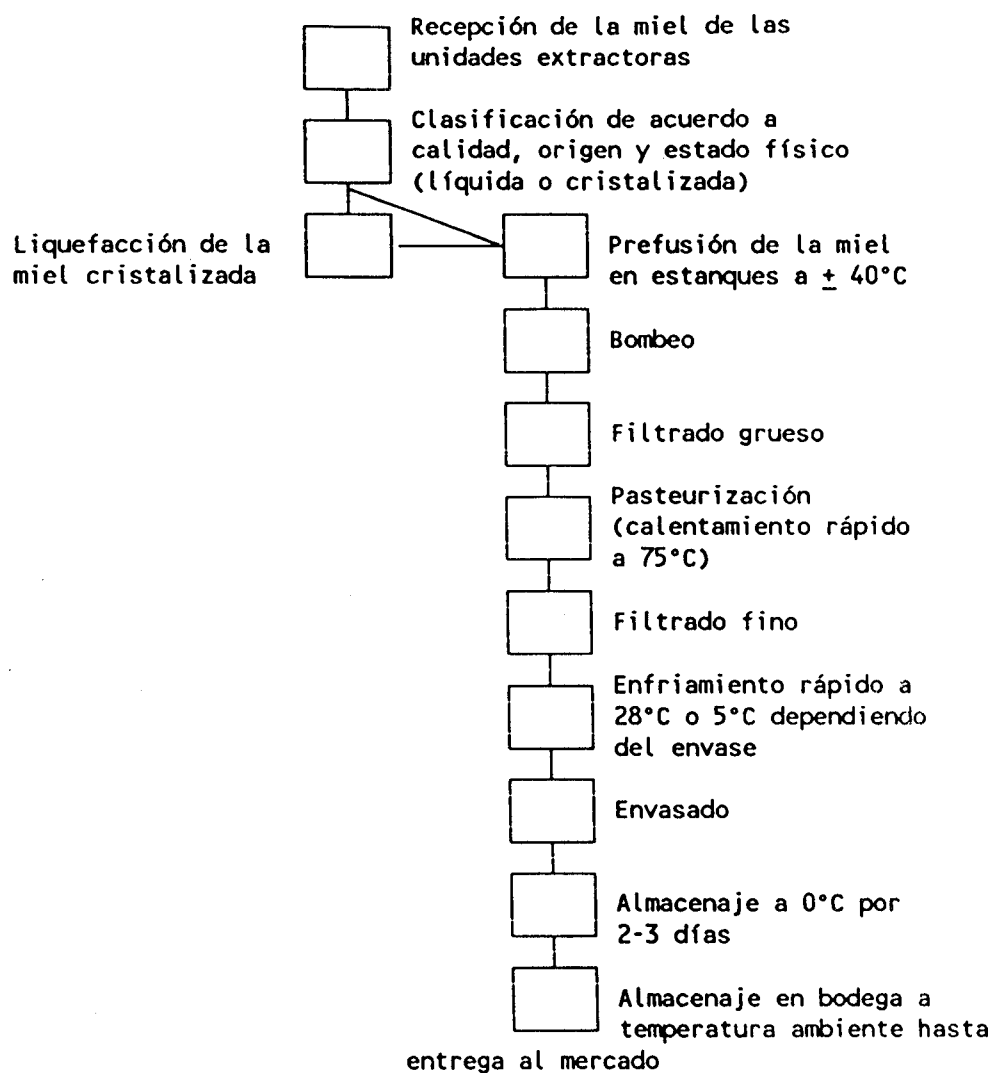 Recepción de la miel de las
unidades extractoras
Clasificación de acuerdo a
calidad, origen y estado físico
(líquida o cristalizada)
Liquefacción de la
miel cristalizada
Prefusión de la miel
en estanques a ± 40°C
Bombeo
Filtrado grueso
Pasteurización
(calentamiento rápido
a 75°C)
Filtrado fino
Enfriamiento rápido a
28°C o 5°C dependiendo
del envase
Envasado
Almacenaje a 0°C por
2-3 días
Almacenaje en bodega a
temperatura ambiente hasta
entrega al mercado